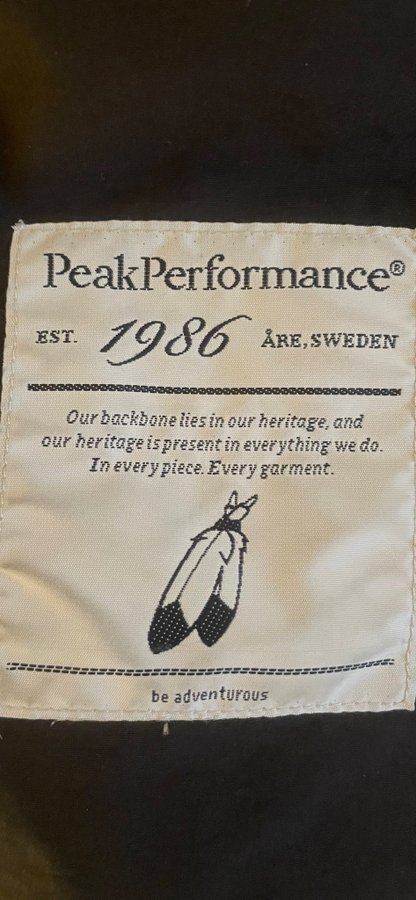 PeakPerformance®
EST. 1986 ÅRE, SWEDEN
Our backbone lies in our heritage, and
our heritage is present in everything we do.
In every piece. Every garment.
be adventurous